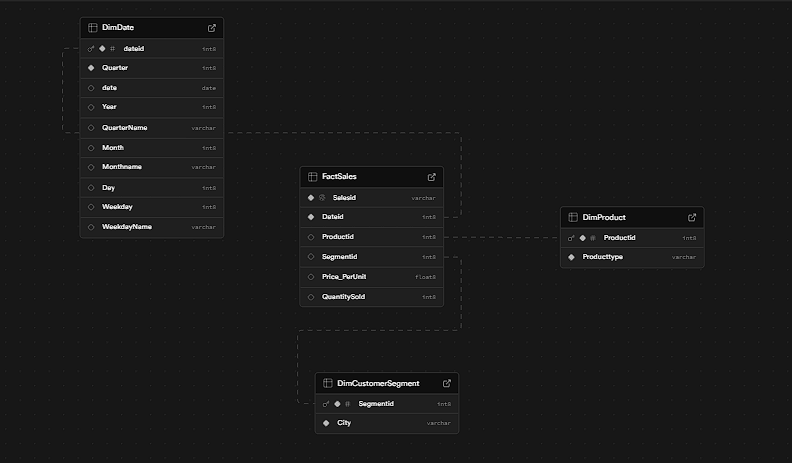 DimDate
dateid int8
Quarter int8
date date
Year int8
QuarterName varchar
Month int8
Monthname varchar
Day int8
Weekday int8
WeekdayName varchar
FactSales
Salesid varchar
Dateid int8
Productid int8
Segmentid int8
Price_PerUnit float8
QuantitySold int8
DimProduct
# Productid int8
Producttype varchar
DimCustomerSegment
# Segmentid int8
City varchar